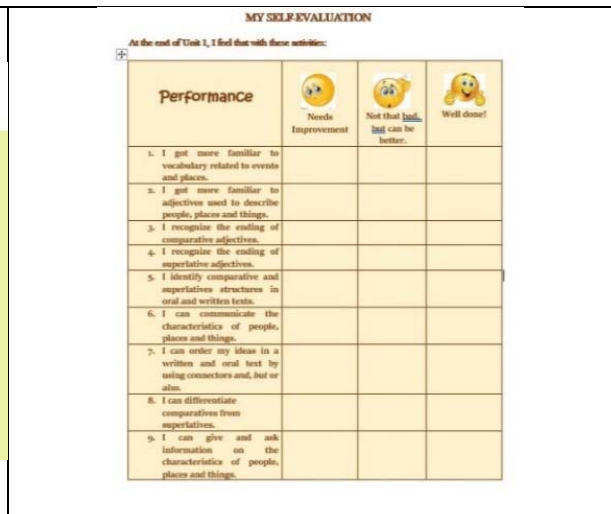 MY SELF-EVALUATION
At the end of Unit 1, I feel that with these activities:
Performance
Needs
Improvement
Not that bad,
but can be
better.
Well done!
1. I got more familiar to
vocabulary related to events
and places.
2. I got more familiar to
adjectives used to describe
people, places and things.
3. I recognize the ending of
comparative adjectives.
4. I recognize the ending of
superlative adjectives.
5. I identify comparative and
superlatives structures in
oral and written texts.
6. I can communicate the
characteristics of people,
places and things.
7. I can order my ideas in a
written and oral text by
using connectors and, but or
also.
8. I can differentiate
comparatives from
superlatives.
9. I can give and ask
information on the
characteristics of people,
places and things.